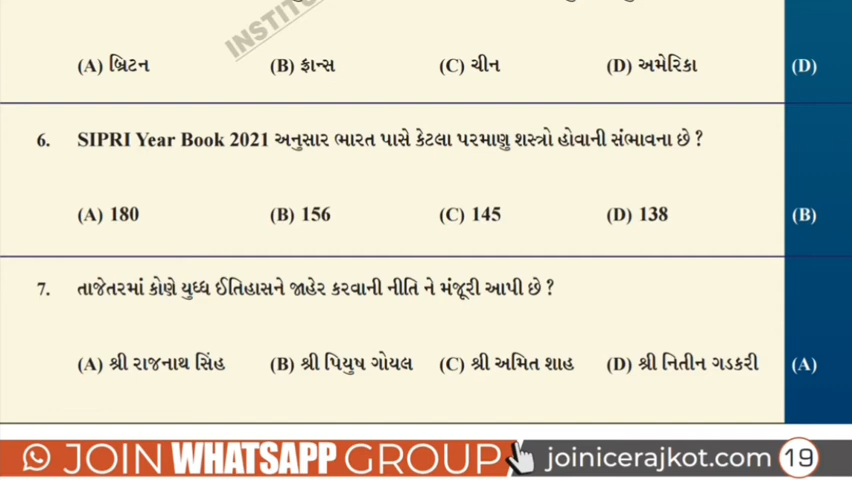 INSTITU
(A) બ્રિટન (B) ફ્રાન્સ (C) ચીન (D) અમેરિકા (D)
6. SIPRI Year Book 2021 અનુસાર ભારત પાસે કેટલા પરમાણુ શસ્ત્રો હોવાની સંભાવના છે ?
(A) 180 (B) 156 (C) 145 (D) 138 (B)
7. તાજેતરમાં કોણે યુધ્ધ ઈતિહાસને જાહેર કરવાની નીતિ ને મંજૂરી આપી છે ?
(A) શ્રી રાજનાથ સિંહ (B) શ્રી પિયુષ ગોયલ (C) શ્રી અમિત શાહ (D) શ્રી નિતીન ગડકરી (A)
JOIN WHATSAPP GROUP joinicerajkot.com 19